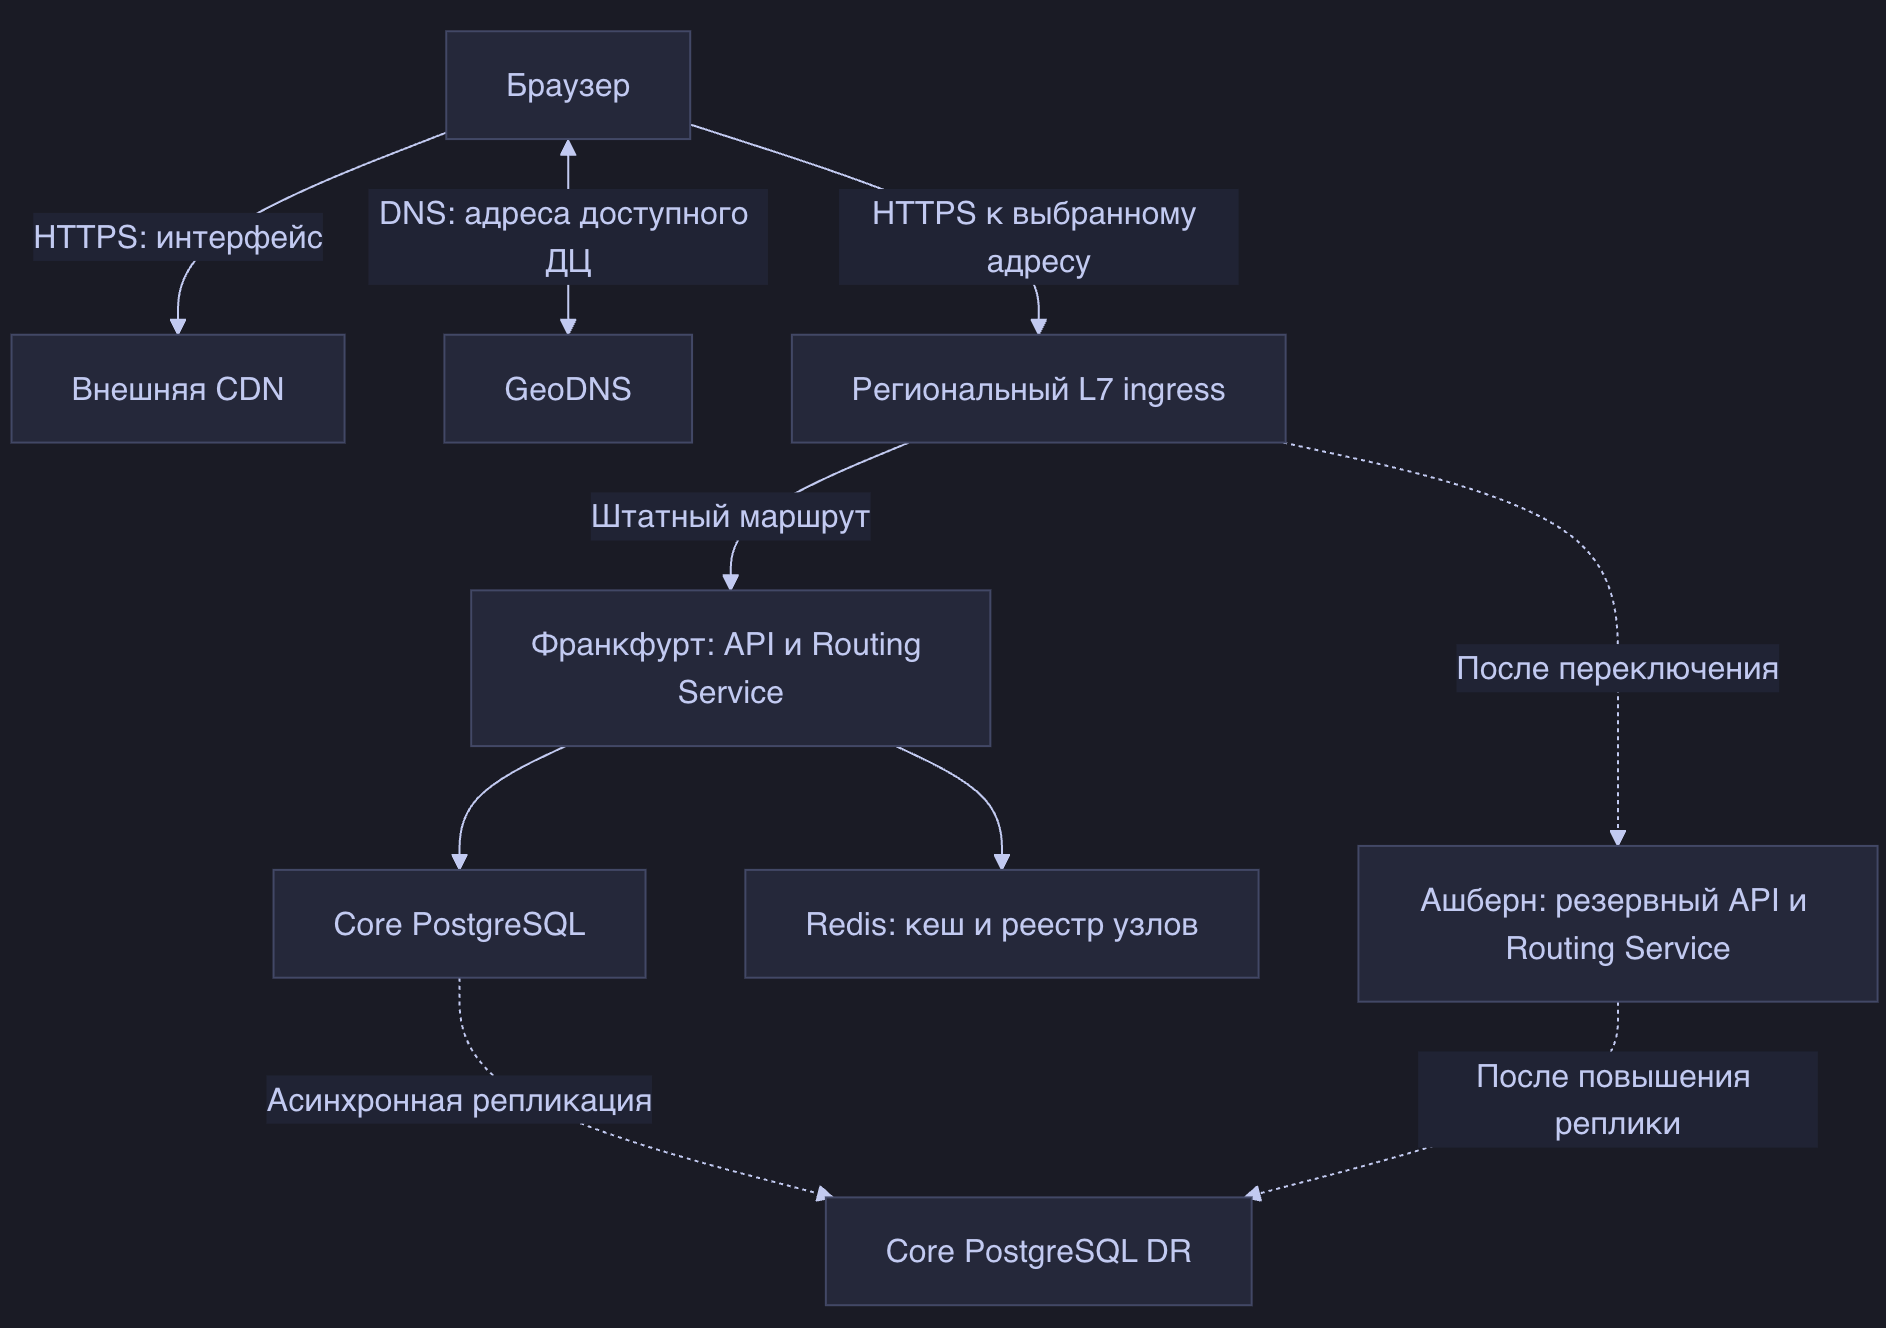 Браузер
HTTPS: интерфейс
DNS: адреса доступного
ДЦ
HTTPS к выбранному
адресу
Внешняя CDN
GeoDNS
Региональный L7 ingress
Штатный маршрут
Франкфурт: API и Routing
Service
После переключения
Core PostgreSQL
Redis: кеш и реестр узлов
Ашберн: резервный API и
Routing Service
Асинхронная репликация
После повышения
реплики
Core PostgreSQL DR